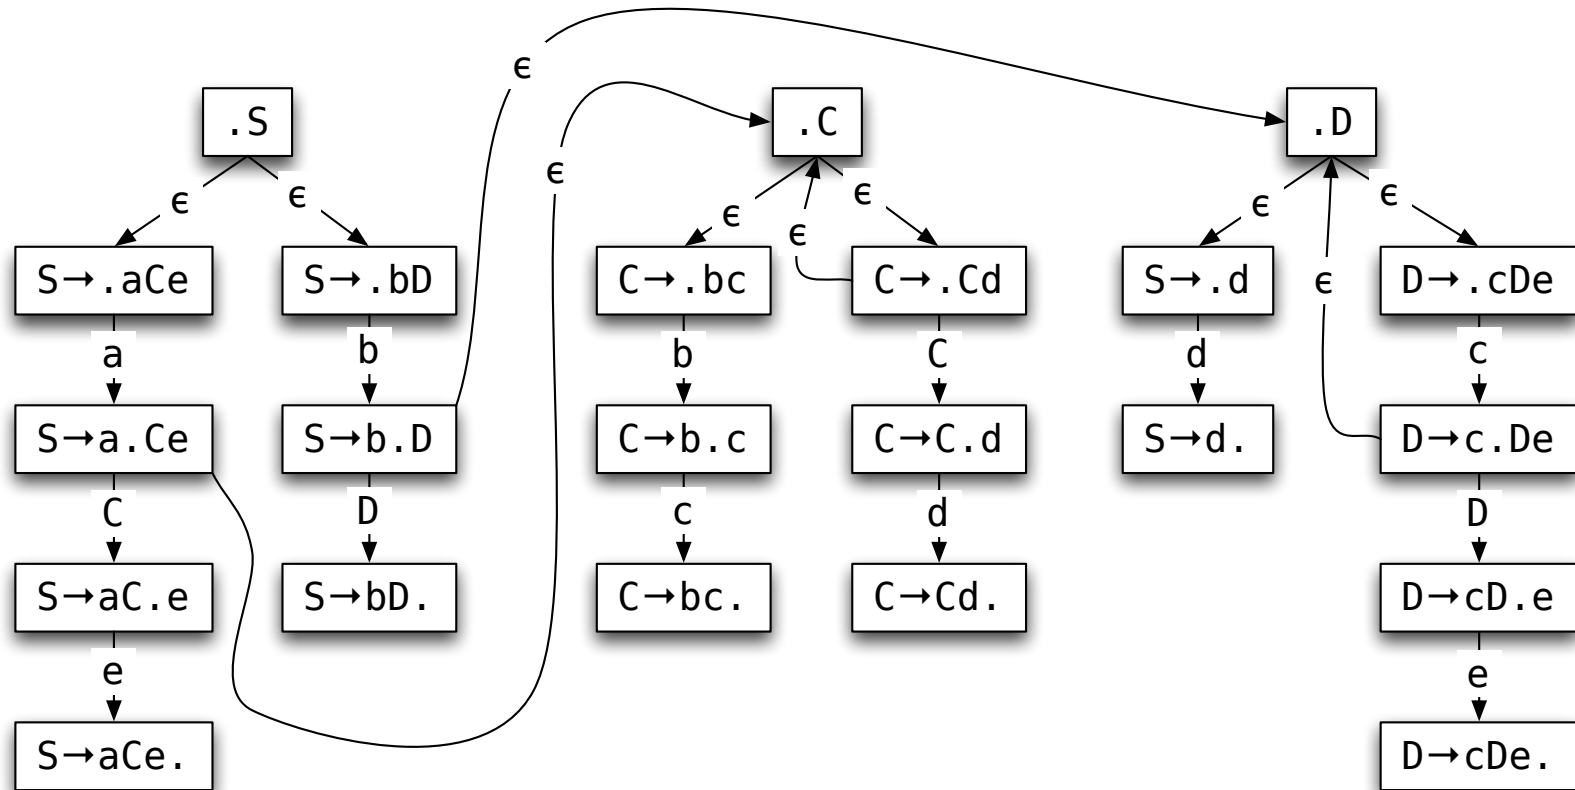 ϵ
.S .C .D
ϵ ϵ ϵ ϵ ϵ ϵ ϵ
ϵ ϵ
S→.aCe S→.bD C→.bc C→.Cd S→.d D→.cDe
a b b C d c
S→a.Ce S→b.D C→b.c C→C.d S→d. D→c.De
C D c d D
S→aC.e S→bD. C→bc. C→Cd. D→cD.e
e e
S→aCe. D→cDe.